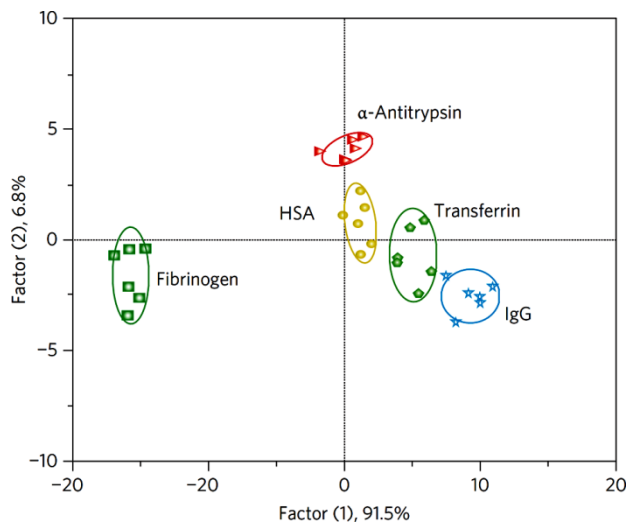 10
α-Antitrypsin
5
HSA
Transferrin
0
Fibrinogen
IgG
−5
−10
−20
−20
0
10
20
Factor (2), 6.8%
Factor (1), 91.5%